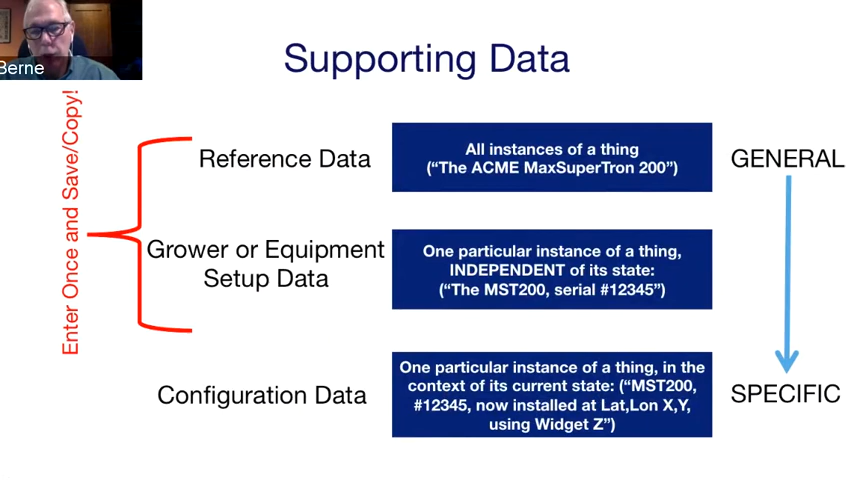 Berne
Supporting Data
Enter Once and Save/Copy!
Reference Data
All instances of a thing
(“The ACME MaxSuperTron 200”)
GENERAL
Grower or Equipment
Setup Data
One particular instance of a thing,
INDEPENDENT of its state:
(“The MST200, serial #12345”)
Configuration Data
One particular instance of a thing, in the
context of its current state: (“MST200,
#12345, now installed at Lat,Lon X,Y,
using Widget Z”)
SPECIFIC